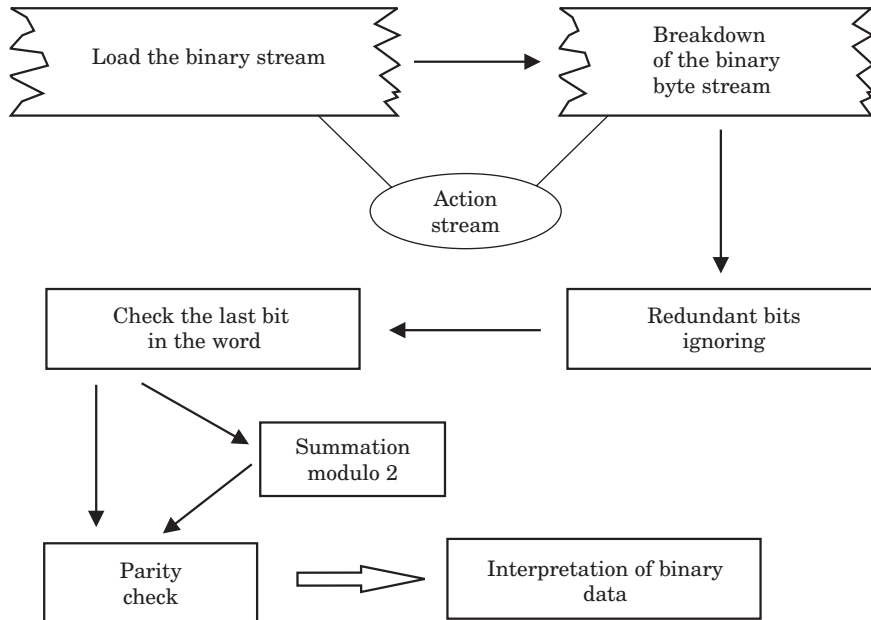 Load the binary stream
Breakdown
of the binary
byte stream
Action
stream
Redundant bits
ignoring
Check the last bit
in the word
Summation
modulo 2
Parity
check
Interpretation of binary
data